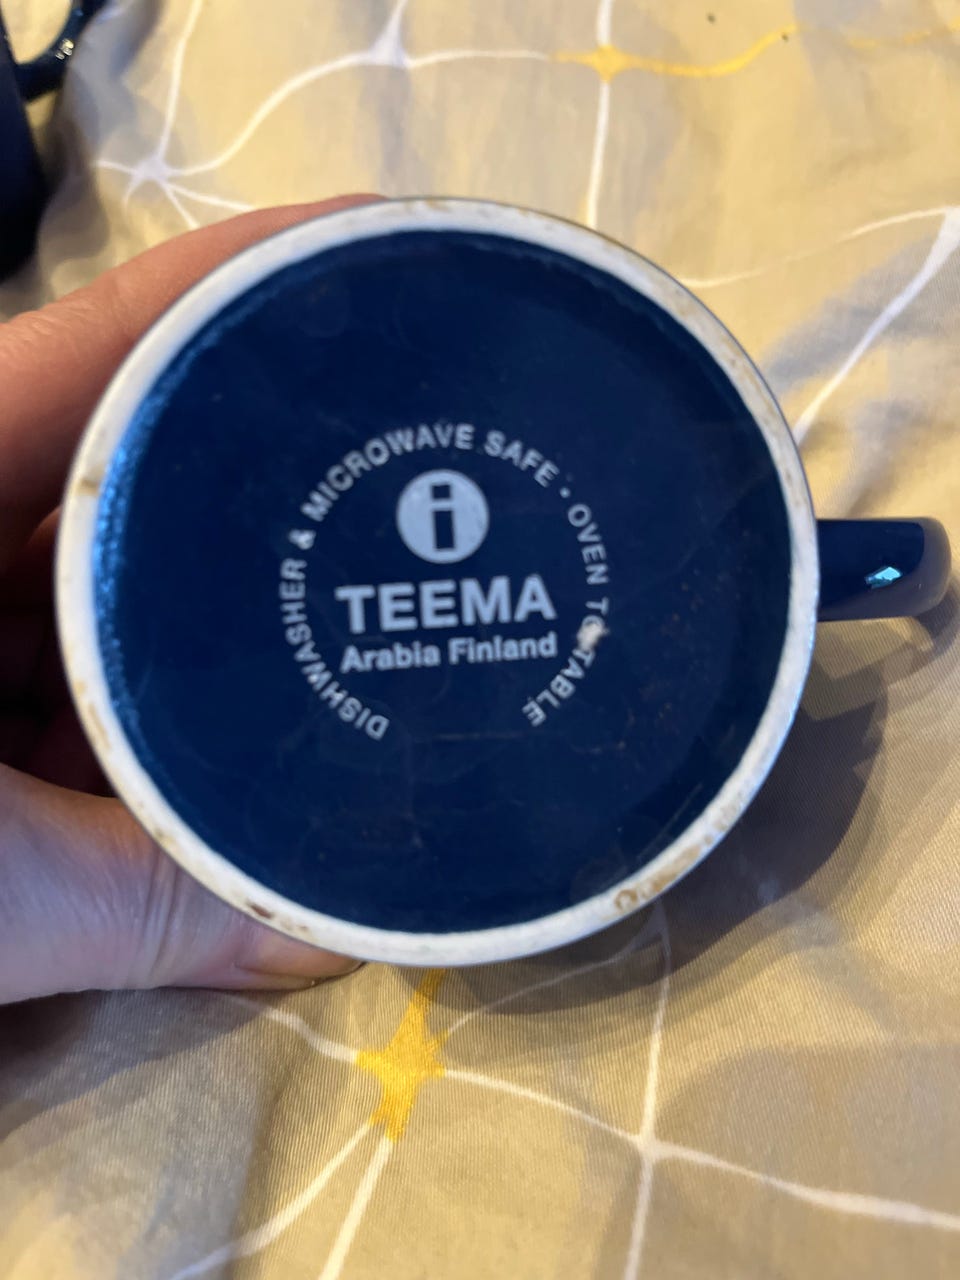 DISHWASHER & MICROWAVE SAFE • OVEN TO TABLE
i
TEEMA
Arabia Finland